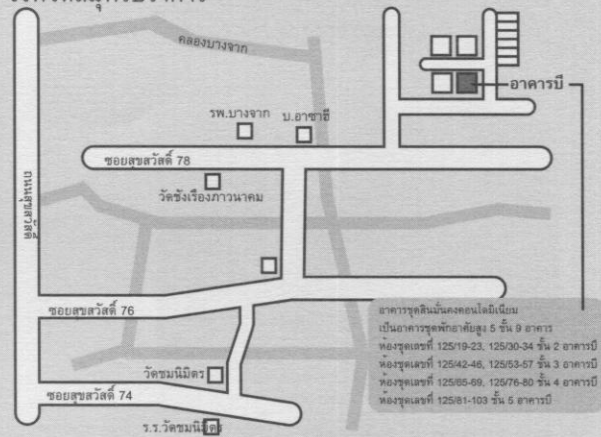 คลองบางจาก
อาคารบี
รพ.บางจาก
บ.อาซาฮี
ซอยสุขสวัสดิ์ 78
วัดชังเรืองภาวนาคม
ถนนสุขสวัสดิ์
ซอยสุขสวัสดิ์ 76
อาคารชุดสินมั่นคงคอนโดมิเนียม
เป็นอาคารชุดพักอาศัยสูง 5 ชั้น 9 อาคาร
ห้องชุดเลขที่ 125/19-23, 125/30-34 ชั้น 2 อาคารบี
ห้องชุดเลขที่ 125/42-46, 125/53-57 ชั้น 3 อาคารบี
ห้องชุดเลขที่ 125/65-69, 125/76-80 ชั้น 4 อาคารบี
ห้องชุดเลขที่ 125/81-103 ชั้น 5 อาคารบี
วัดชมนิมิตร
ซอยสุขสวัสดิ์ 74
ร.ร.วัดชมนิมิตร